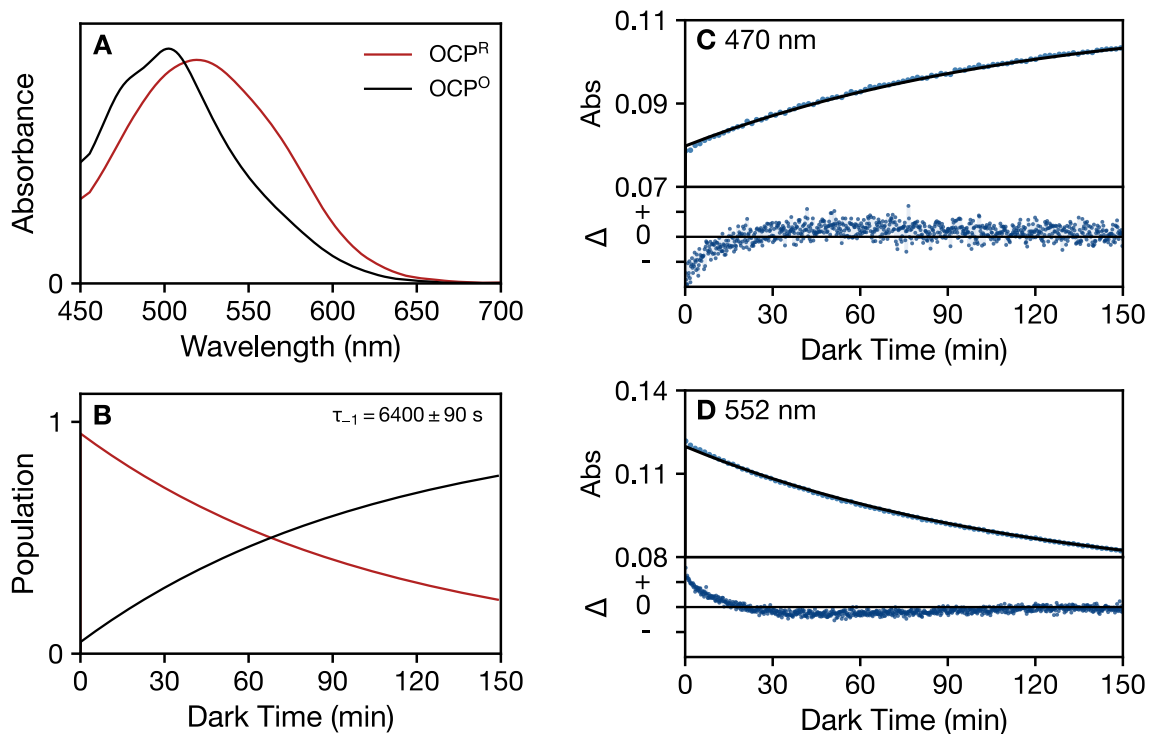 A
OCPᴿ
OCPᴼ
Absorbance
0
450 500 550 600 650 700
Wavelength (nm)
B
τ₋₁ = 6400 ± 90 s
1
Population
0
0 30 60 90 120 150
Dark Time (min)
C 470 nm
0.11
Abs
0.09
0.07
+
Δ 0
-
0 30 60 90 120 150
Dark Time (min)
D 552 nm
0.14
Abs
0.11
0.08
+
Δ 0
-
0 30 60 90 120 150
Dark Time (min)